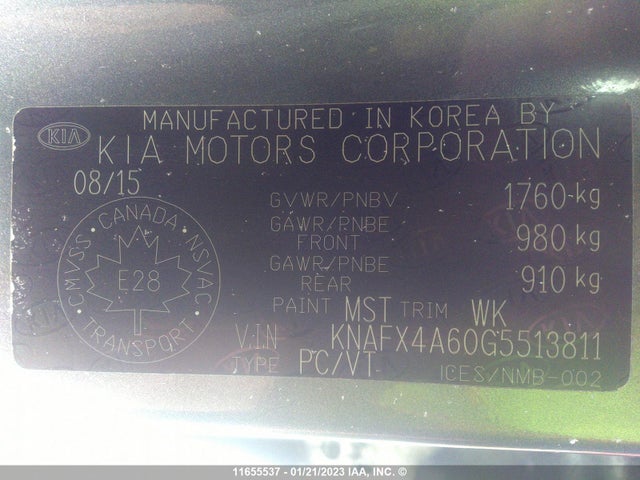 KIA
MANUFACTURED IN KOREA BY
KIA MOTORS CORPORATION
08/15
GVWR/PNBV 1760 kg
GAWR/PNBE FRONT 980 kg
GAWR/PNBE REAR 910 kg
CANADA
CMVSS NSVAC
E28
TRANSPORT
PAINT MST TRIM WK
V.I.N KNAFX4A60G5513811
TYPE PC/VT
ICES/NMB-002
11655537 - 01/21/2023 © IAA, INC. ®